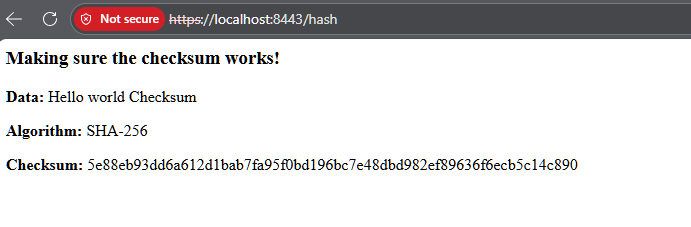 Not secure https://localhost:8443/hash
Making sure the checksum works!
Data: Hello world Checksum
Algorithm: SHA-256
Checksum: 5e88eb93dd6a612d1bab7fa95f0bd196bc7e48dbd982ef89636f6ecb5c14c890